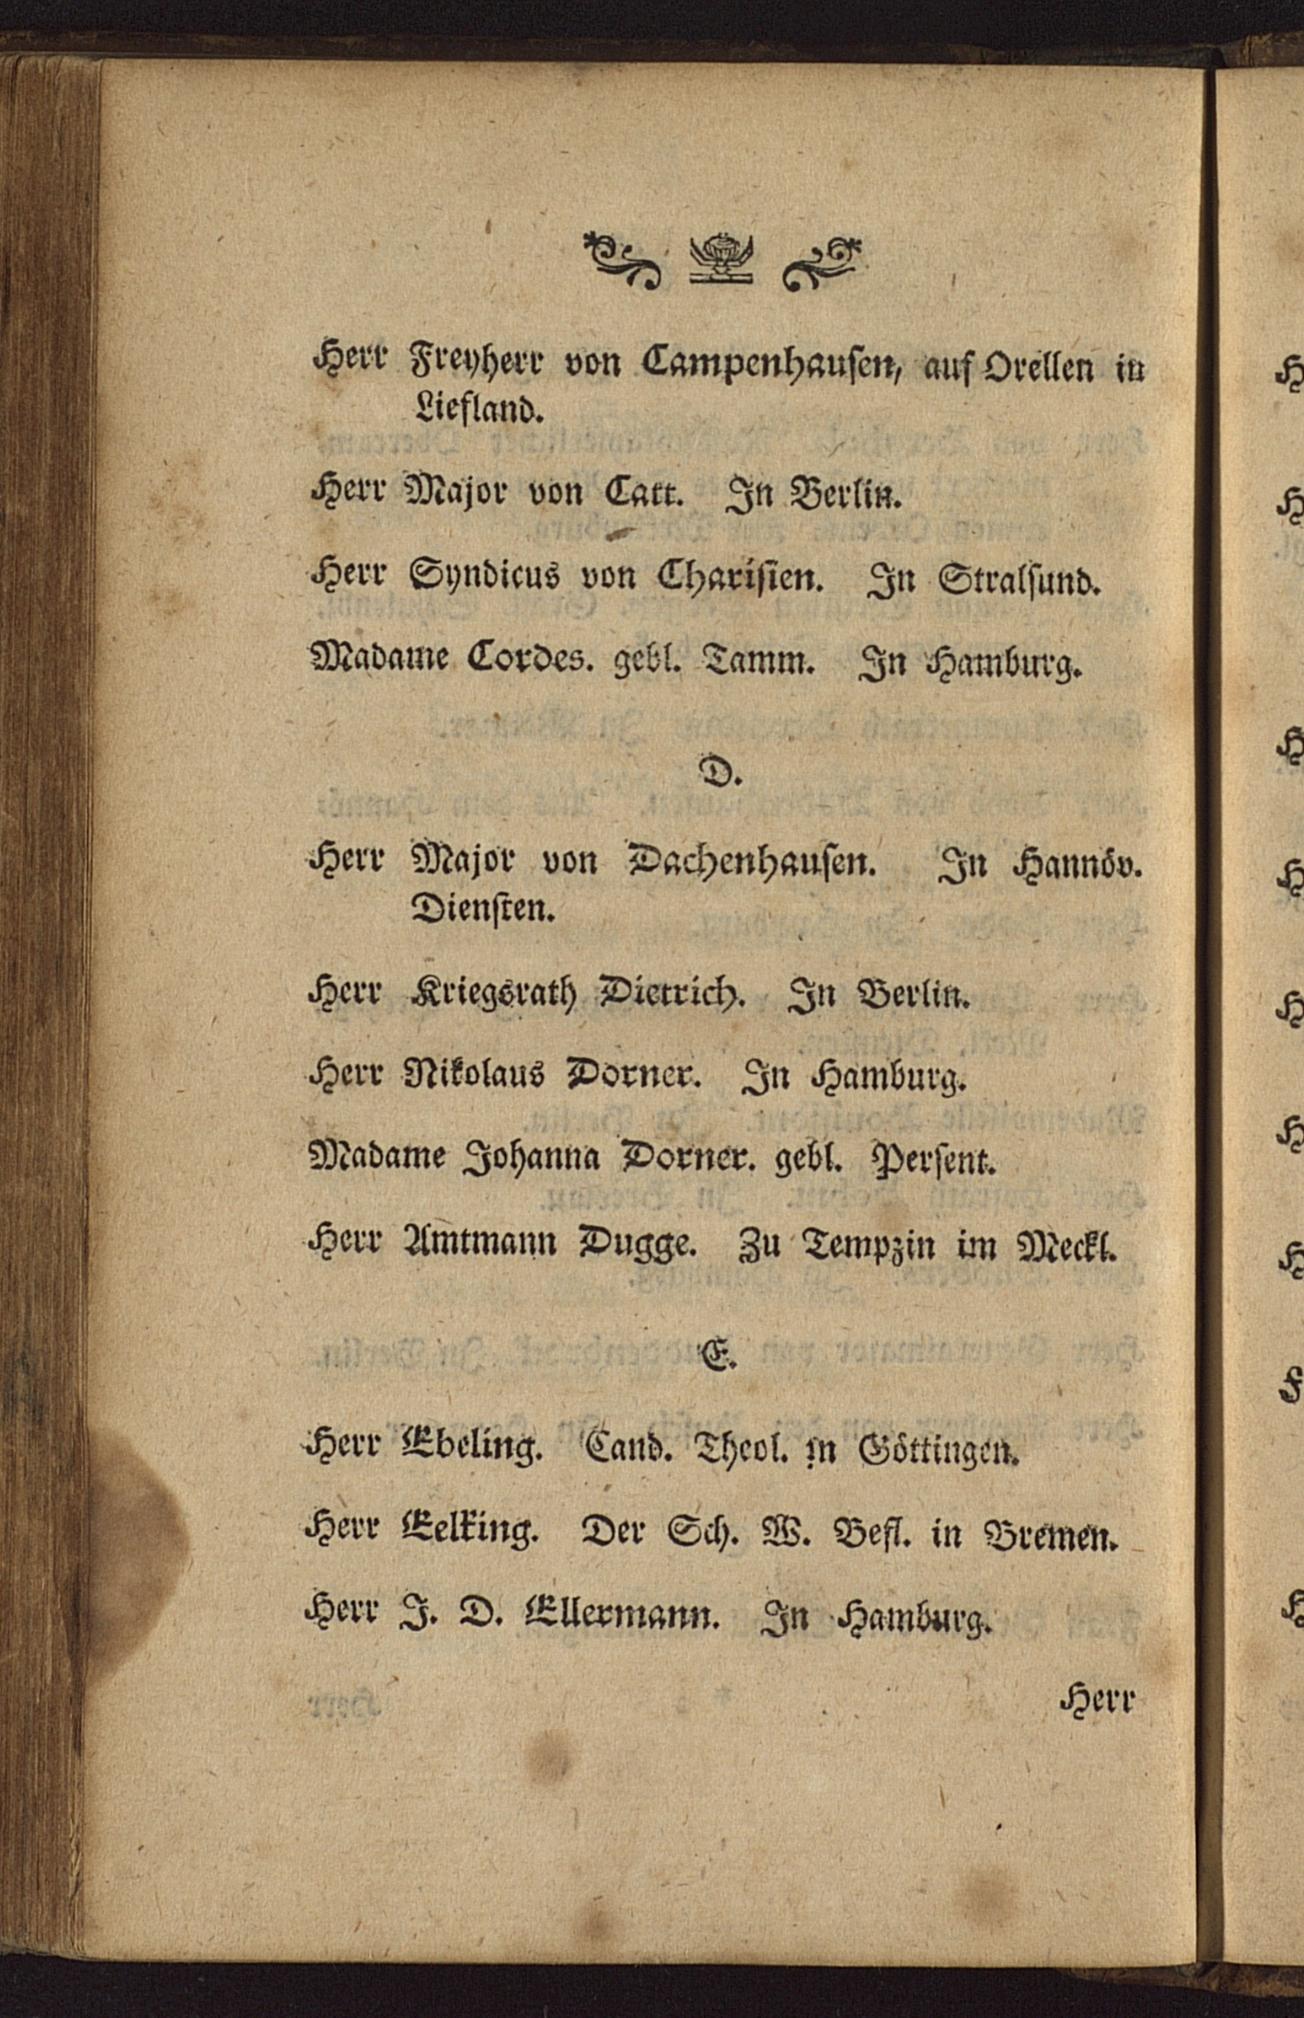 Herr Freyherr von Campenhausen, auf Orellen in
Liefland.
Herr Major von Catt. In Berlin.
Herr Syndicus von Charisien. In Stralsund.
Madame Cordes. gebl. Tamm. In Hamburg.
D.
Herr Major von Dachenhausen. In Hannöv.
Diensten.
Herr Kriegsrath Dietrich. In Berlin.
Herr Nikolaus Dorner. In Hamburg.
Madame Johanna Dorner. gebl. Persent.
Herr Amtmann Dugge. Zu Tempzin im Meckl.
E.
Herr Ebeling. Cand. Theol. in Göttingen.
Herr Eelking. Der Sch. W. Befl. in Bremen.
Herr J. D. Ellermann. In Hamburg.
Herr